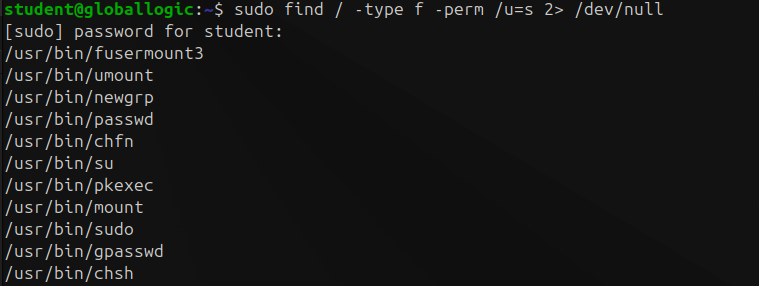 student@globallogic:~$ sudo find / -type f -perm /u=s 2> /dev/null
[sudo] password for student:
/usr/bin/fusermount3
/usr/bin/umount
/usr/bin/newgrp
/usr/bin/passwd
/usr/bin/chfn
/usr/bin/su
/usr/bin/pkexec
/usr/bin/mount
/usr/bin/sudo
/usr/bin/gpasswd
/usr/bin/chsh